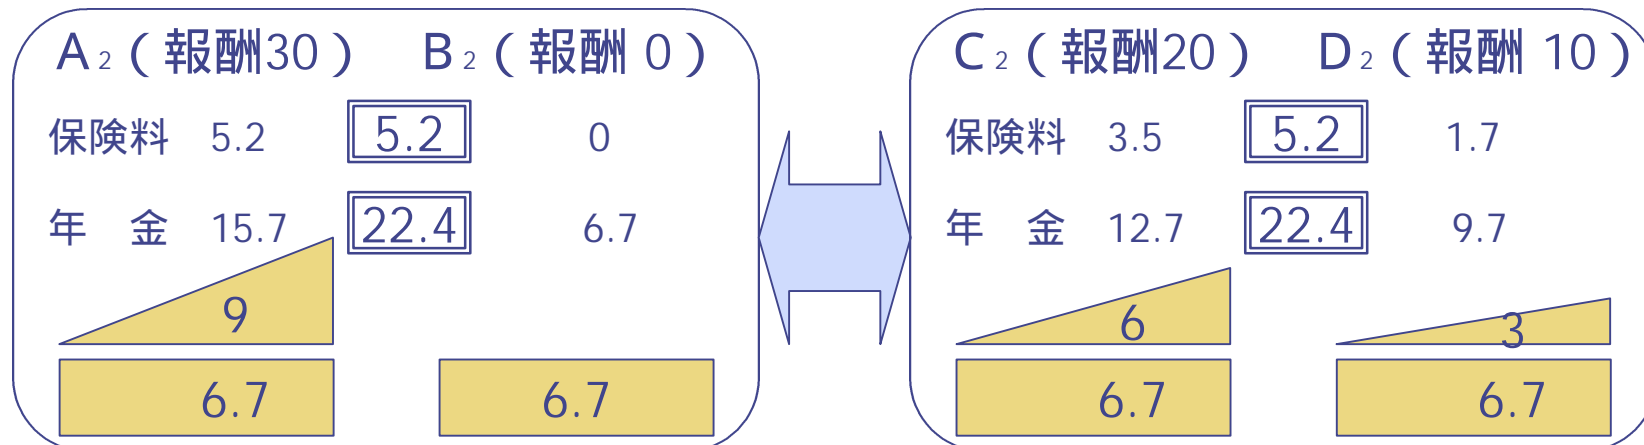 A2(報酬30) B2(報酬 0)
保険料 5.2 5.2 0
年 金 15.7 22.4 6.7
9
6.7 6.7
C2(報酬20) D2(報酬 10)
保険料 3.5 5.2 1.7
年 金 12.7 22.4 9.7
6 3
6.7 6.7